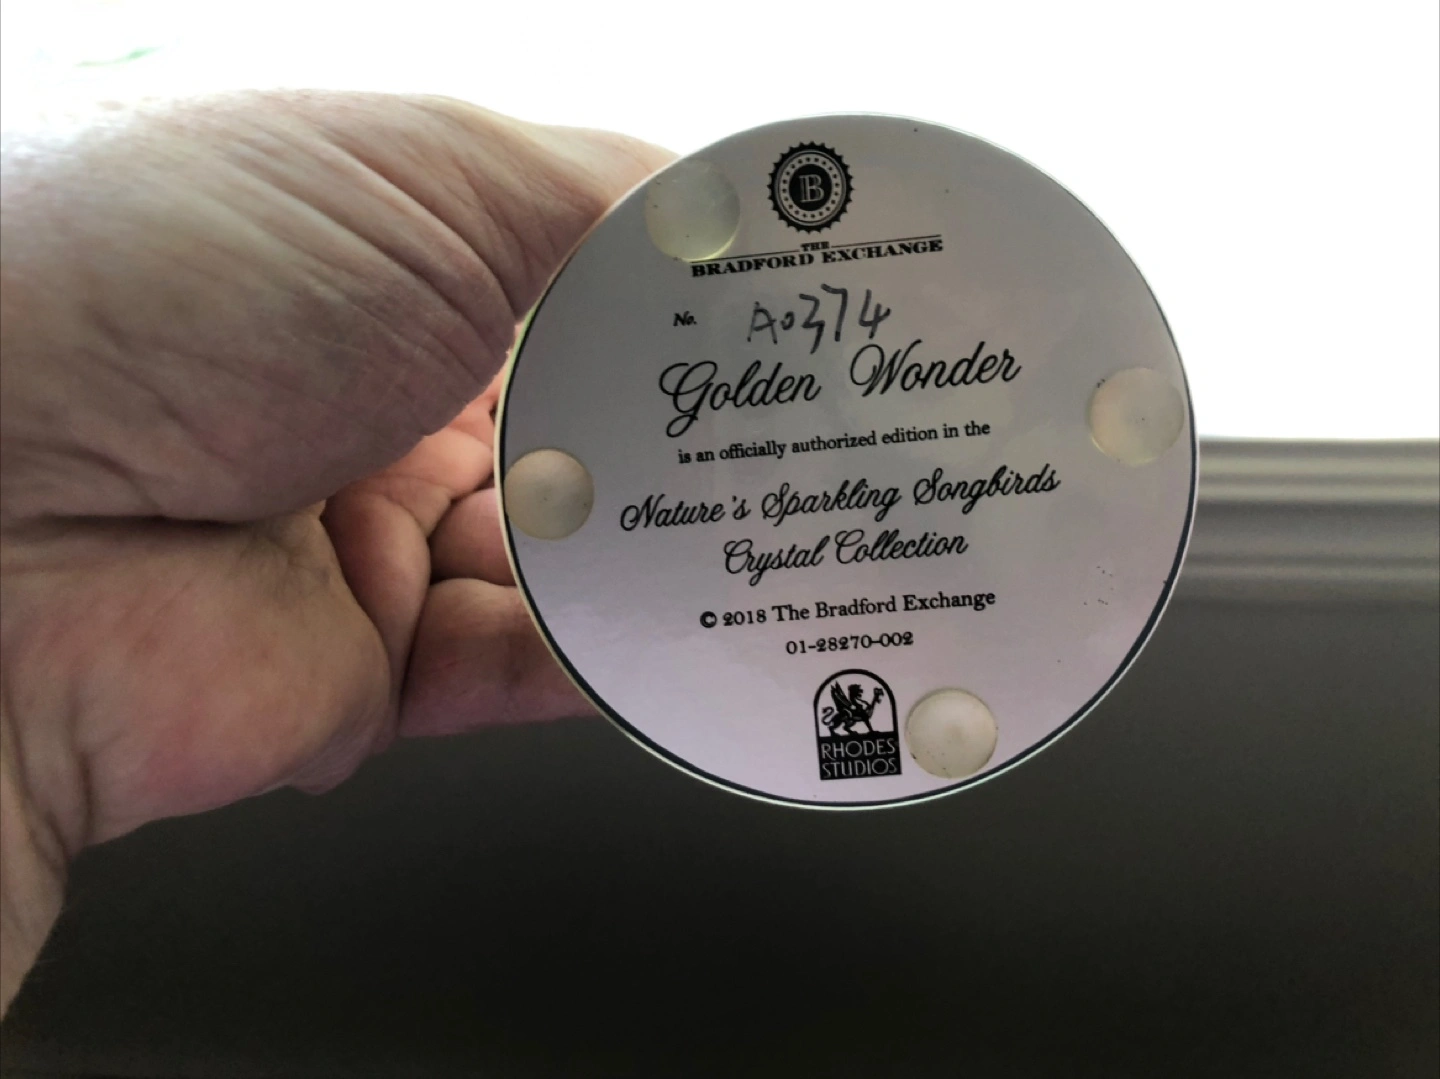 B
THE
BRADFORD EXCHANGE
No. A0374
Golden Wonder
is an officially authorized edition in the
Nature's Sparkling Songbirds
Crystal Collection
© 2018 The Bradford Exchange
01-28270-002
RHODES
STUDIOS